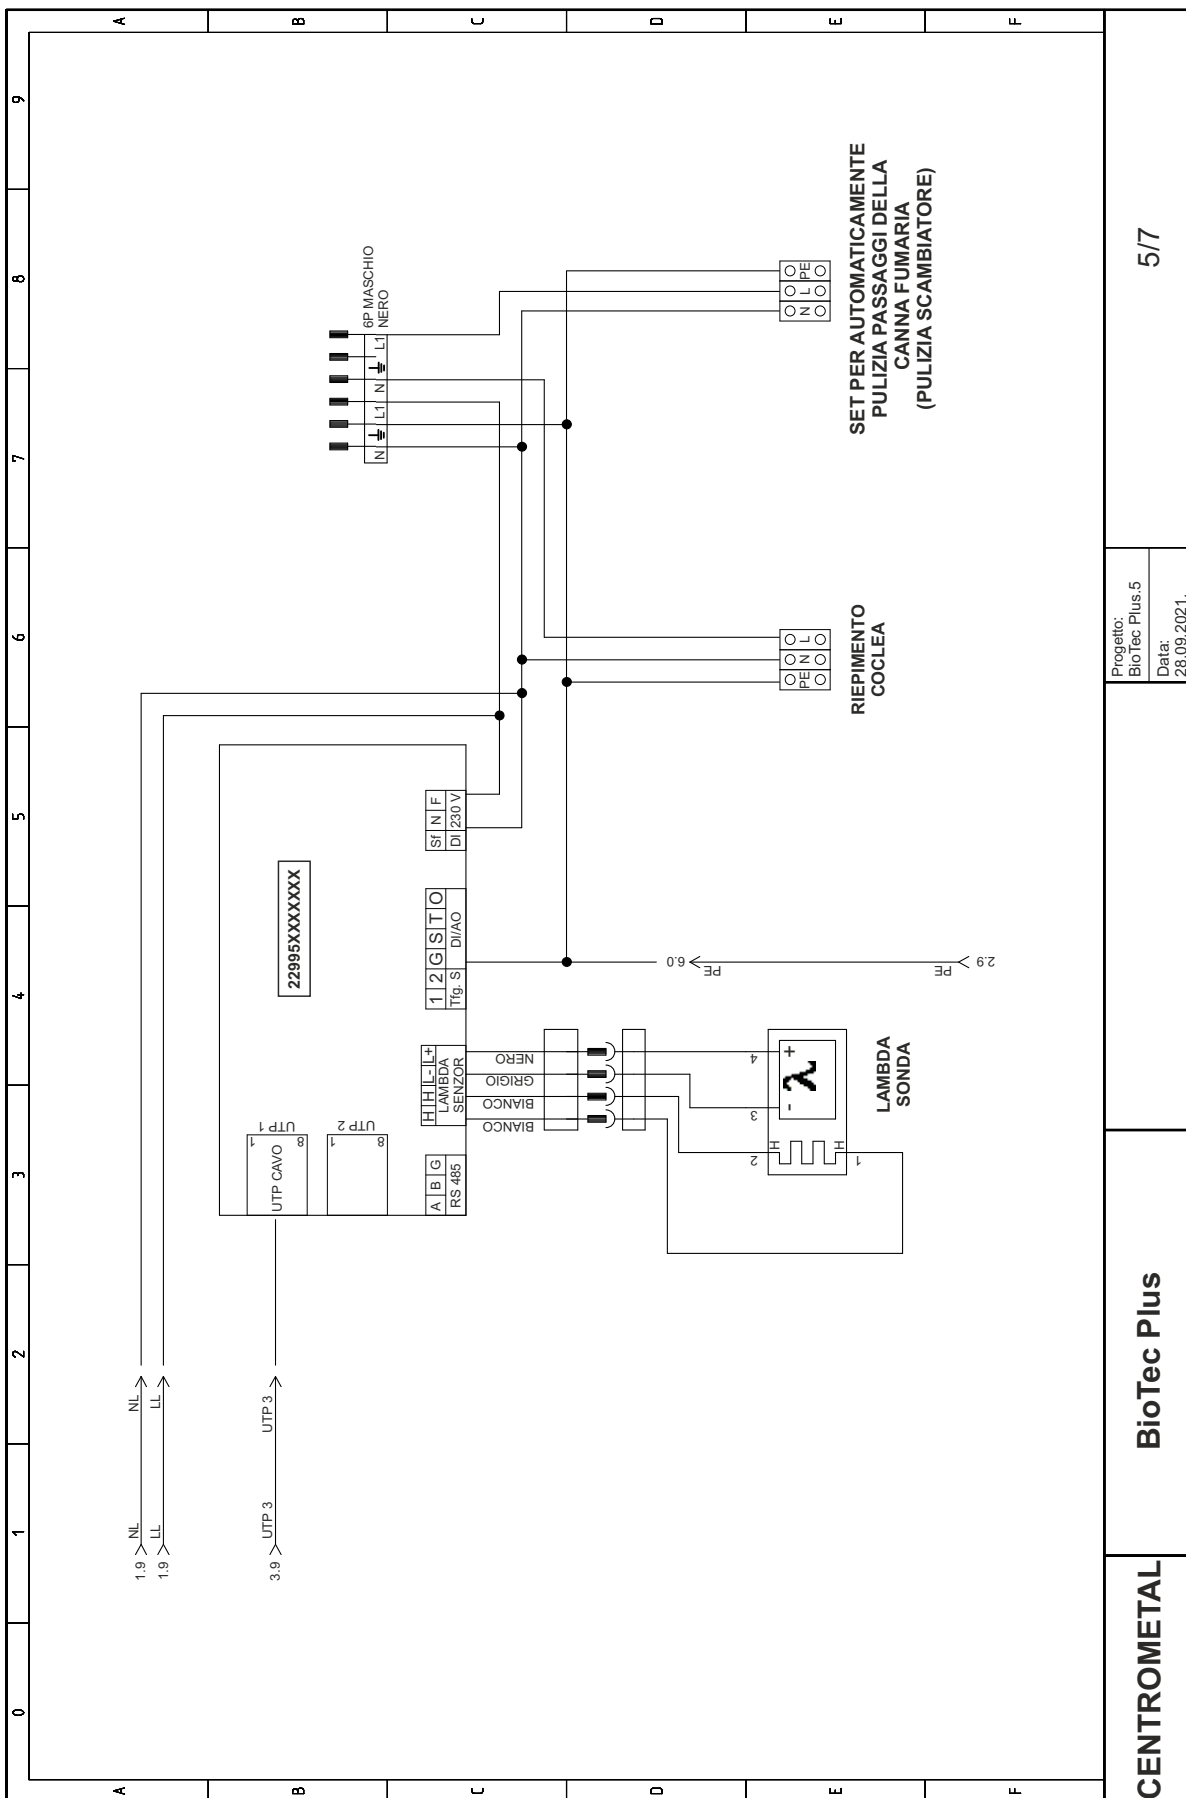 0 1 2 3 4 5 6 7 8 9
A
B
C
D
E
F
A
B
C
D
E
F
1.9 NL NL
1.9 LL LL
3.9 UTP 3 UTP 3
22995XXXXXXX
UTP CAVO
1 8
UTP 1
1 8
UTP 2
A B G
RS 485
H H L- L+
LAMBDA
SENZOR
1 2 G S T O
Tfg. S DI/AO
Sf N F
DI 230 V
6P MASCHIO
NERO
N L1 N L1
BIANCO
BIANCO
GRIGIO
NERO
6.0
PE
PE
2.9
1 2 3 4
H H
- λ +
LAMBDA
SONDA
PE N L
RIEPIMENTO
COCLEA
N L PE
SET PER AUTOMATICAMENTE
PULIZIA PASSAGGI DELLA
CANNA FUMARIA
(PULIZIA SCAMBIATORE)
CENTROMETAL
BioTec Plus
Progetto:
BioTec Plus.5
Data:
28.09.2021.
5/7